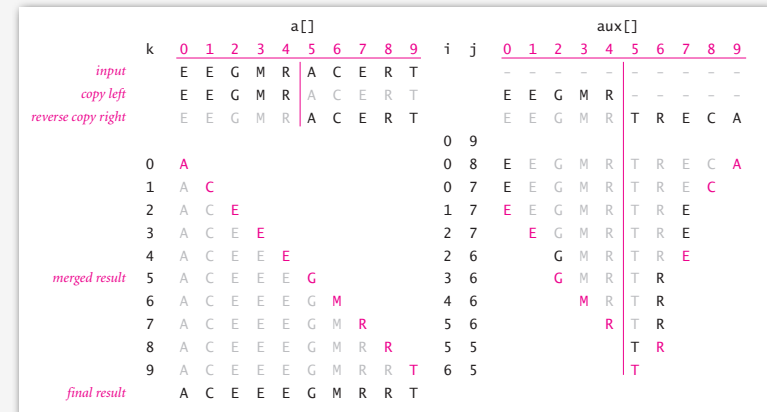 a[] aux[]
k 0 1 2 3 4 5 6 7 8 9 i j 0 1 2 3 4 5 6 7 8 9
input E E G M R A C E R T - - - - - - - - - -
copy left E E G M R A C E R T E E G M R - - - - -
reverse copy right E E G M R A C E R T E E G M R T R E C A
0 9
0 A 0 8 E E G M R T R E C A
1 A C 0 7 E E G M R T R E C
2 A C E 1 7 E E G M R T R E
3 A C E E 2 7 E G M R T R E
4 A C E E E 2 6 G M R T R E
merged result 5 A C E E E G 3 6 G M R T R
6 A C E E E G M 4 6 M R T R
7 A C E E E G M R 5 6 R T R
8 A C E E E G M R R 5 5 T R
9 A C E E E G M R R T 6 5 T
final result A C E E E G M R R T